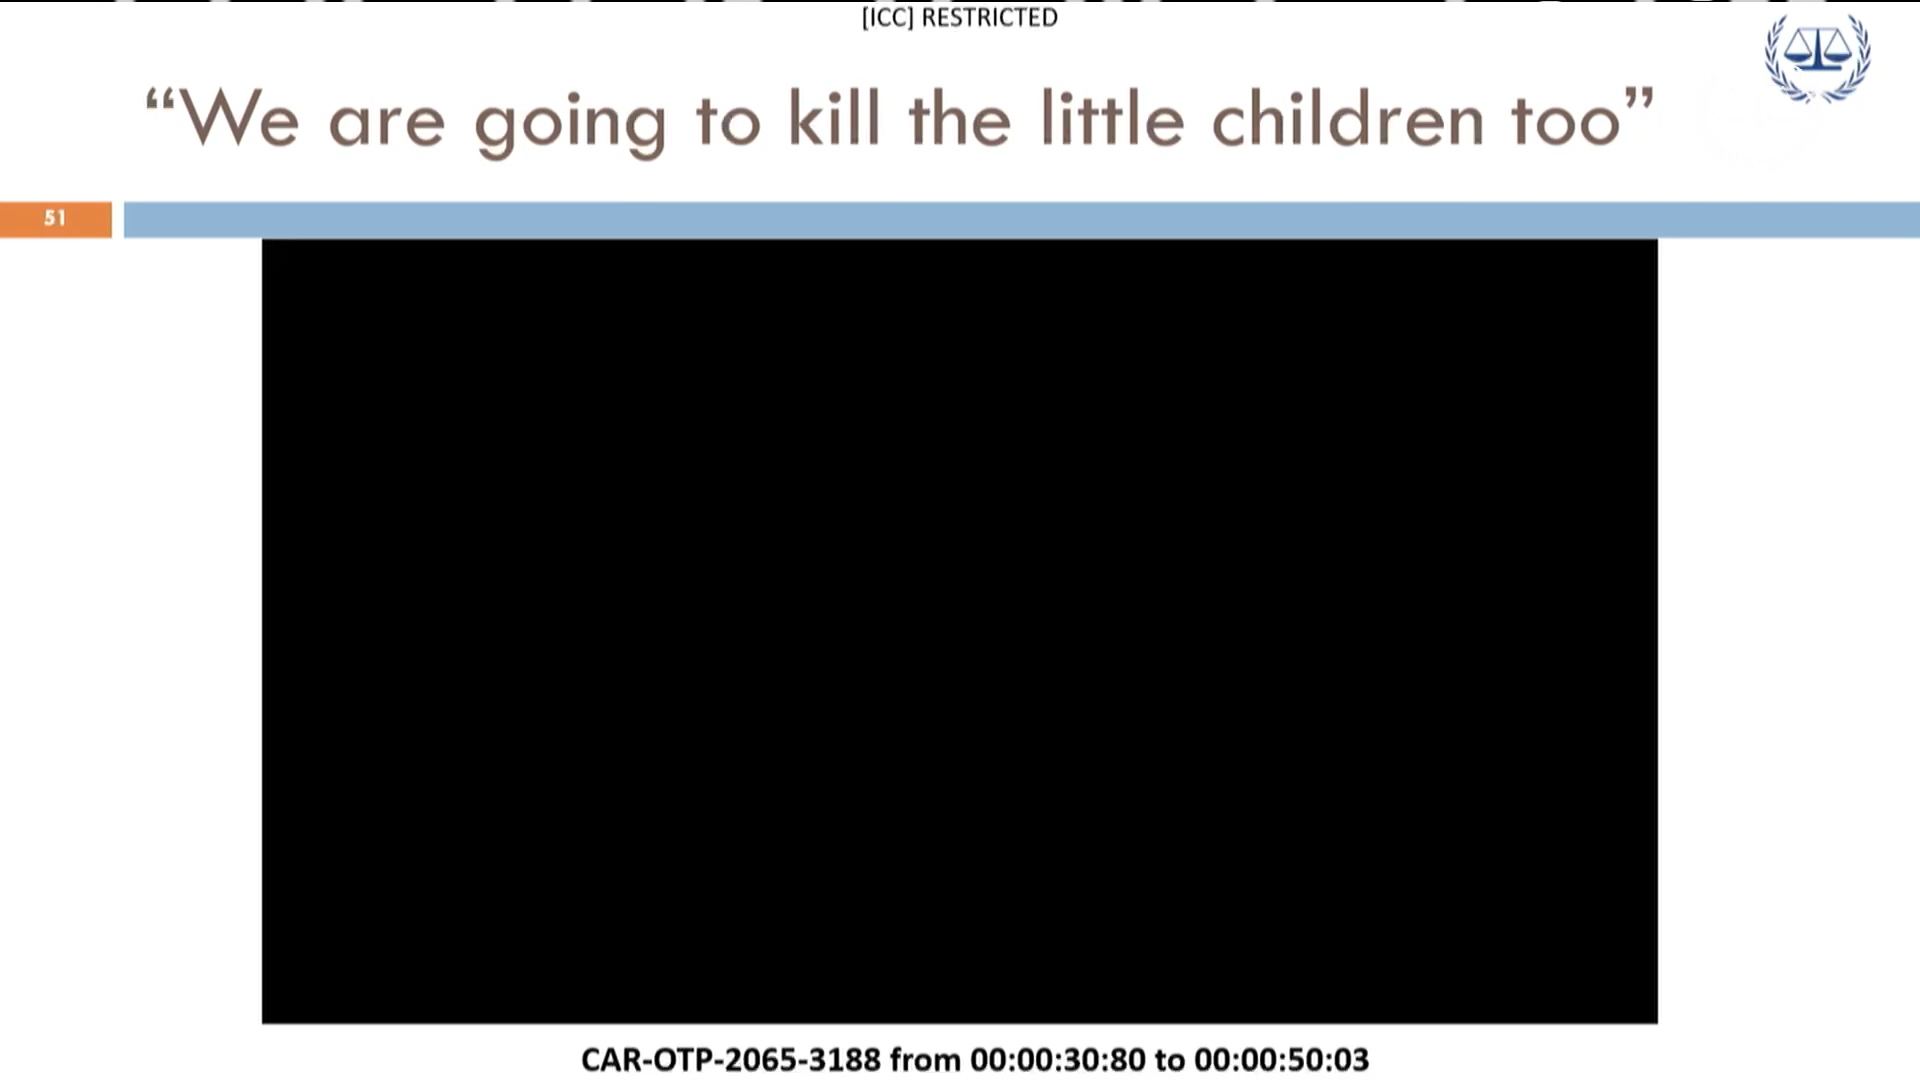 [ICC] RESTRICTED
“We are going to kill the little children too”
51
CAR-OTP-2065-3188 from 00:00:30:80 to 00:00:50:03